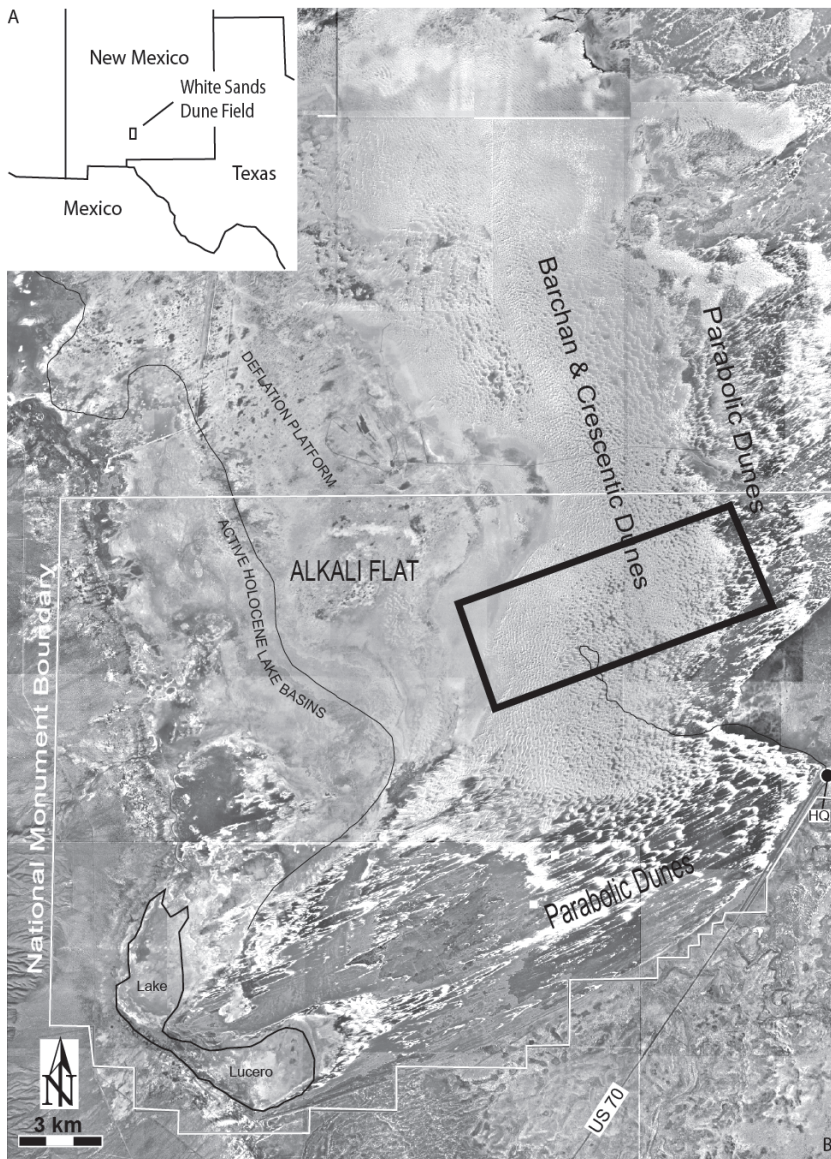 A
New Mexico
White Sands
Dune Field
Texas
Mexico
Barchan & Crescentic Dunes
Parabolic Dunes
DEFLATION PLATFORM
ALKALI FLAT
ACTIVE HOLOCENE LAKE BASINS
National Monument Boundary
HQ
Parabolic Dunes
Lake
Lucero
N
3 km
US 70
B